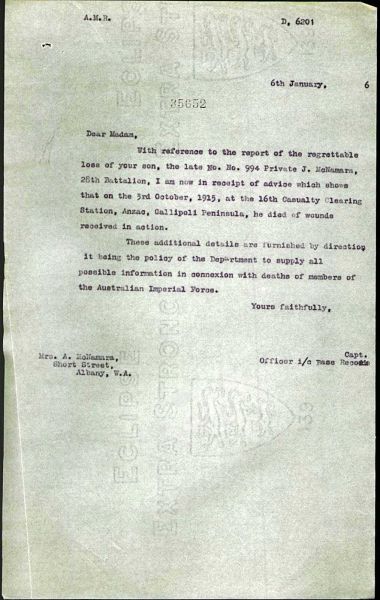 A.M.R.
D. 6201
6th January, 6
35652
Dear Madam,
With reference to the report of the regrettable
loss of your son, the late No. No. 994 Private J. McNamara,
28th Battalion, I am now in receipt of advice which shows
that on the 3rd October, 1915, at the 16th Casualty Clearing
Station, Anzac, Gallipoli Peninsula, he died of wounds
received in action.
These additional details are furnished by direction
it being the policy of the Department to supply all
possible information in connexion with deaths of members of
the Australian Imperial Force.
Yours faithfully,
Capt.
Officer i/c Base Records
Mrs. A. McNamara,
Short Street,
Albany, W.A.
ECLIPSE
EXTRA STRONG